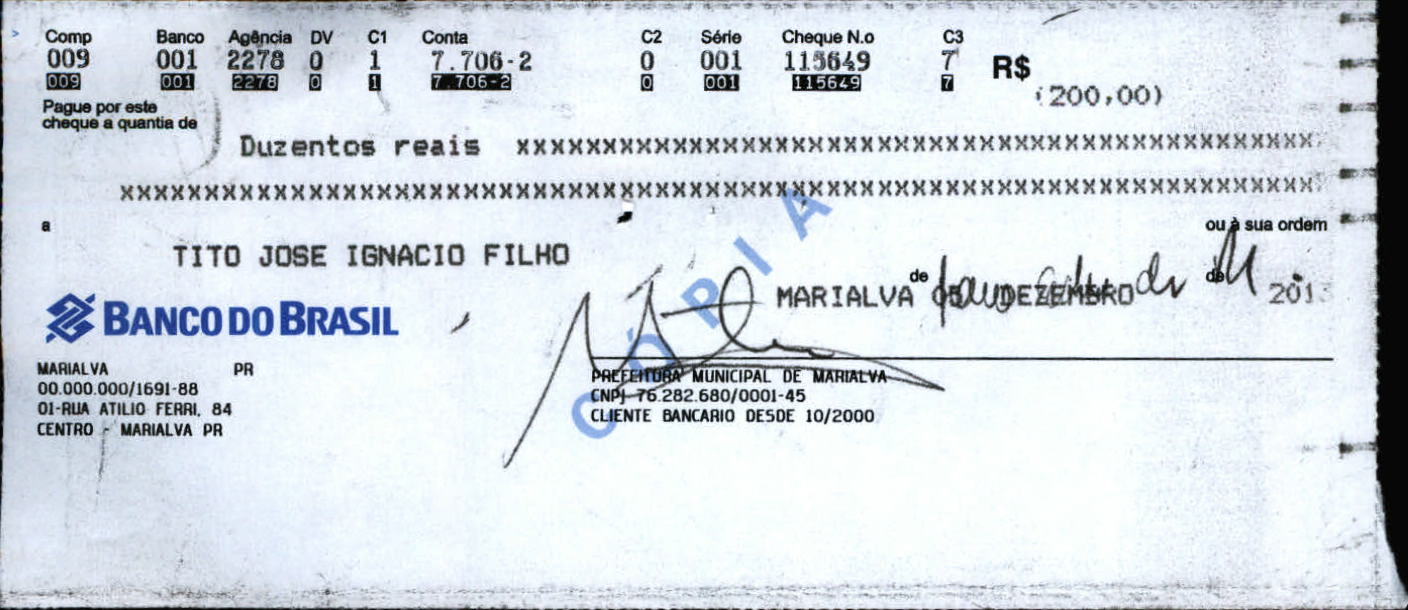 Comp Banco Agência DV C1 Conta C2 Série Cheque N.o C3
009 001 2278 0 1 7.706-2 0 001 115649 7 R$
009 001 2278 0 1 7.706-2 0 001 115649 7
(200,00)
Pague por este
cheque a quantia de
Duzentos reais xxxxxxxxxxxxxxxxxxxxxxxxxxxxxxxxxxxxxxxxxxxxxxxxxxxxxxxxxxxxxxxxxxxx
xxxxxxxxxxxxxxxxxxxxxxxxxxxxxxxxxxxxxxxxxxxxxxxxxxxxxxxxxxxxxxxxxxxxxxxxxxxxxxxxxxxx
a
ou à sua ordem
TITO JOSE IGNACIO FILHO
MARIALVA de DEZEMBRO de
BANCO DO BRASIL
MARIALVA PR
00.000.000/1691-88
01-RUA ATILIO FERRI, 84
CENTRO - MARIALVA PR
PREFEITURA MUNICIPAL DE MARIALVA
CNPJ 76.282.680/0001-45
CLIENTE BANCARIO DESDE 10/2000
CÓPIA